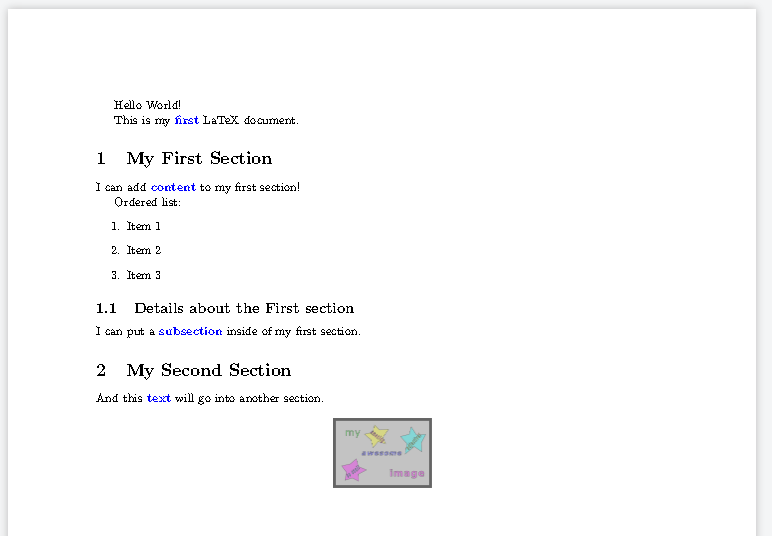 Hello World!
This is my first LaTeX document.
1 My First Section
I can add content to my first section!
Ordered list:
1. Item 1
2. Item 2
3. Item 3
1.1 Details about the First section
I can put a subsection inside of my first section.
2 My Second Section
And this text will go into another section.
my
awesome
image